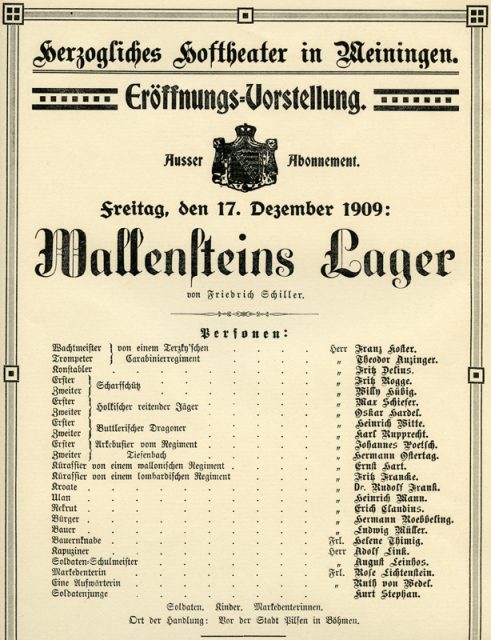 Herzogliches Hoftheater in Meiningen.
Eröffnungs-Vorstellung.
Ausser Abonnement.
Freitag, den 17. Dezember 1909:
Wallensteins Lager
von Friedrich Schiller.
Personen:
Wachtmeister } von einem Terzky'schen . . . . Herr Franz Koster.
Trompeter } Carabinierregiment . . . . „ Theodor Anzinger.
Konstabler . . . . „ Fritz Delius.
Erster } Scharfschütz . . . . „ Fritz Rogge.
Zweiter } . . . . „ Willy Hübig.
Erster } Holkischer reitender Jäger . . . . „ Max Schiefer.
Zweiter } . . . . „ Oskar Hardel.
Erster } Buttlerischer Dragoner . . . . „ Heinrich Witte.
Zweiter } . . . . „ Karl Rupprecht.
Erster } Arkebusier vom Regiment . . . . „ Johannes Poetsch.
Zweiter } Tiefenbach . . . . „ Hermann Ostertag.
Kürassier von einem wallonischen Regiment . . . . „ Ernst Hart.
Kürassier von einem lombardischen Regiment . . . . „ Fritz Francke.
Kroate . . . . „ Dr. Rudolf Frank.
Ulan . . . . „ Heinrich Mann.
Rekrut . . . . „ Erich Claudius.
Bürger . . . . „ Hermann Roebbeling.
Bauer . . . . „ Ludwig Müller.
Bauernknabe . . . . Frl. Helene Thimig.
Kapuziner . . . . Herr Adolf Link.
Soldaten-Schulmeister . . . . „ August Leinhos.
Marketenderin . . . . Frl. Rose Lichtenstein.
Eine Aufwärterin . . . . „ Ruth von Wedel.
Soldatenjunge . . . . Kurt Stephan.
Soldaten. Kinder. Marketenderinnen.
Ort der Handlung: Vor der Stadt Pilsen in Böhmen.